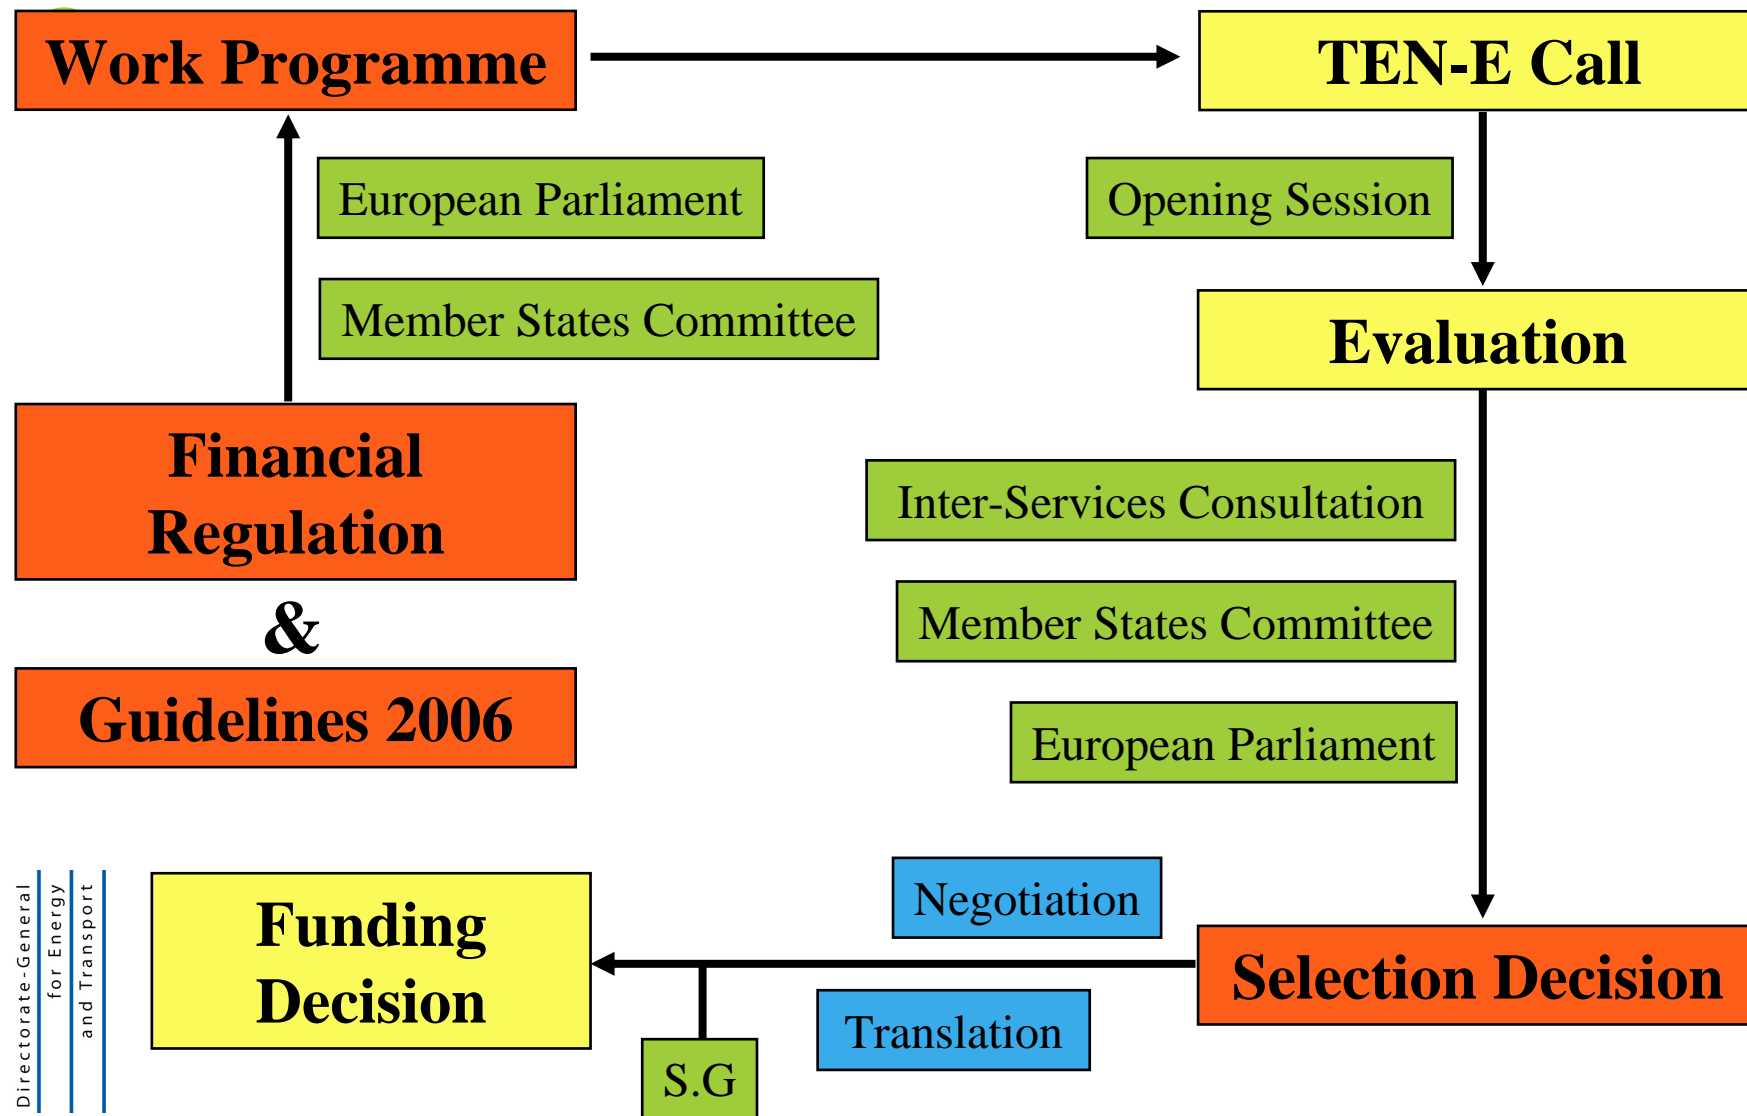 Work Programme
TEN-E Call
European Parliament
Opening Session
Member States Committee
Evaluation
Financial
Regulation
&
Guidelines 2006
Inter-Services Consultation
Member States Committee
European Parliament
Negotiation
Selection Decision
Translation
S.G
Funding
Decision
Directorate-General
for Energy
and Transport